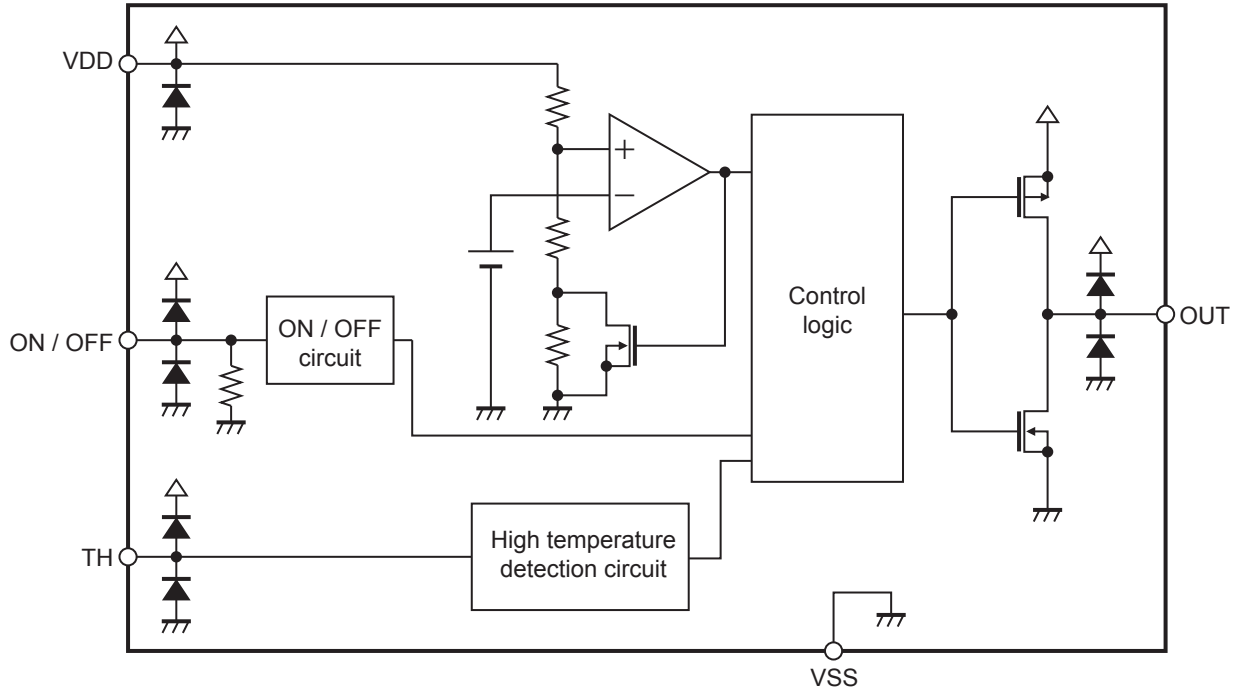 VDD
+
−
ON / OFF
ON / OFF
circuit
Control
logic
OUT
TH
High temperature
detection circuit
VSS